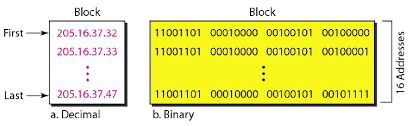 Block Block
First 205.16.37.32 11001101 00010000 00100101 00100000
205.16.37.33 11001101 00010000 00100101 00100001
Last 205.16.37.47 11001101 00010000 00100101 00101111
16 Addresses
a. Decimal b. Binary